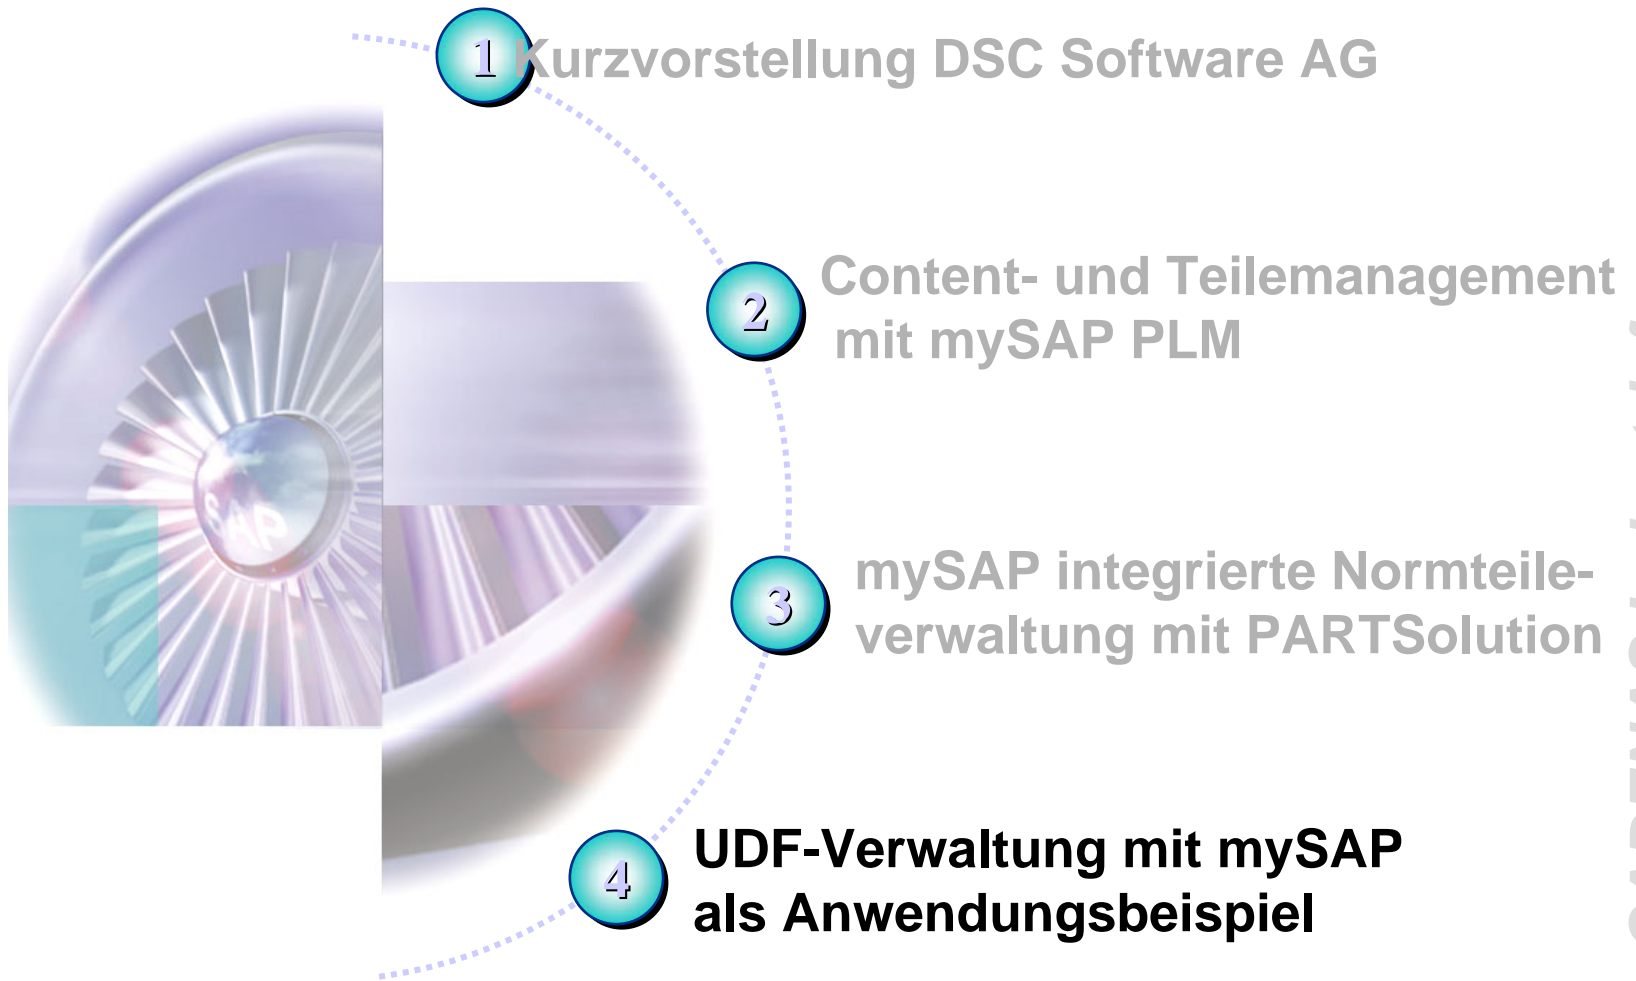 1 Kurzvorstellung DSC Software AG
2 Content- und Teilemanagement
mit mySAP PLM
SAP
3 mySAP integrierte Normteile-
verwaltung mit PARTSolution
4 UDF-Verwaltung mit mySAP
als Anwendungsbeispiel